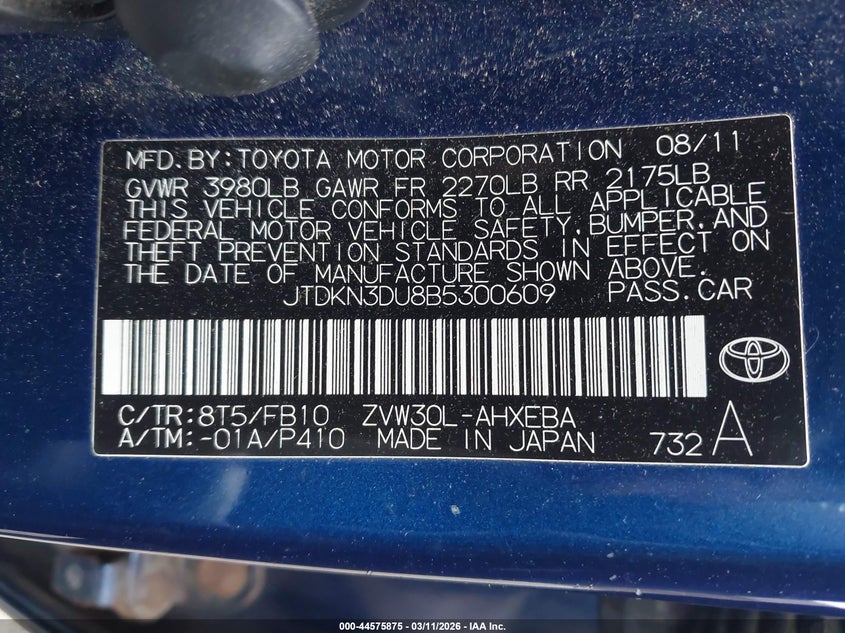 MFD.BY:TOYOTA MOTOR CORPORATION 08/11
GVWR 3980LB GAWR FR 2270LB RR 2175LB
THIS VEHICLE CONFORMS TO ALL APPLICABLE
FEDERAL MOTOR VEHICLE SAFETY,BUMPER,AND
THEFT PREVENTION STANDARDS IN EFFECT ON
THE DATE OF MANUFACTURE SHOWN ABOVE.
JTDKN3DU8B5300609 PASS.CAR
C/TR:8T5/FB10 ZVW30L-AHXEBA
A/TM:-01A/P410 MADE IN JAPAN 732 A
000-44575875 - 03/11/2026 - IAA Inc.